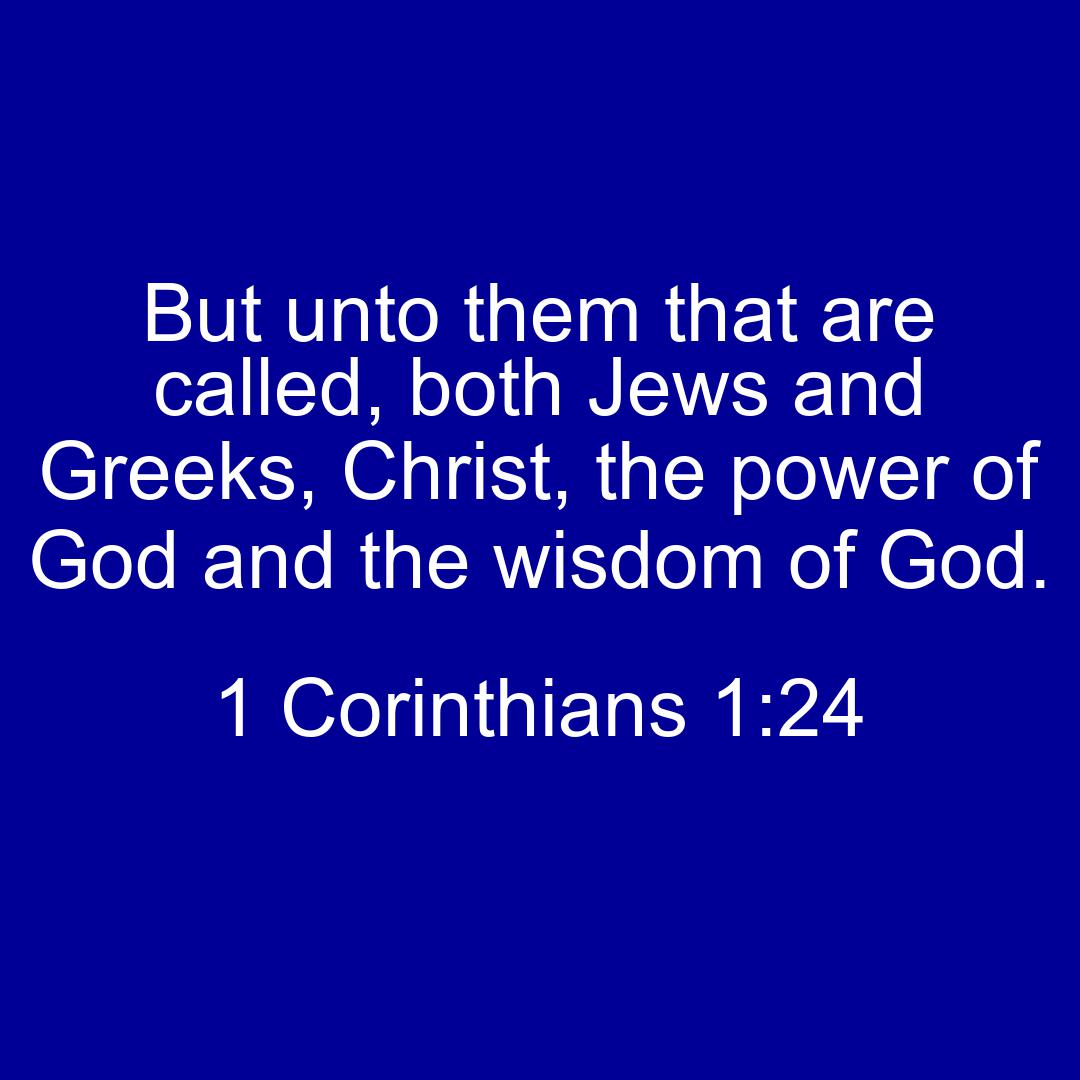 But unto them that are
called, both Jews and
Greeks, Christ, the power of
God and the wisdom of God.
1 Corinthians 1:24